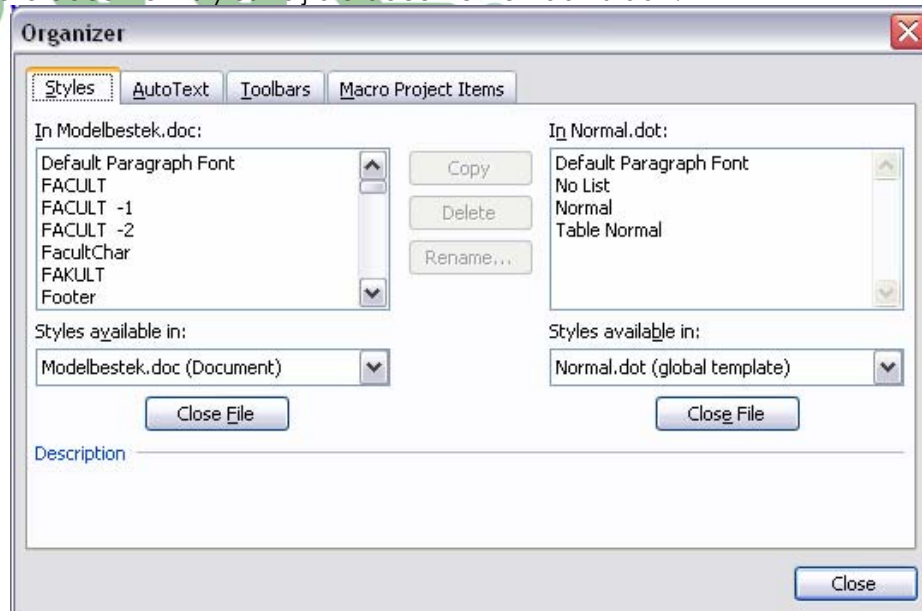 Organizer
Styles AutoText Toolbars Macro Project Items
In Modelbestek.doc:
Default Paragraph Font
FACULT
FACULT -1
FACULT -2
FacultChar
FAKULT
Footer
Copy
Delete
Rename...
In Normal.dot:
Default Paragraph Font
No List
Normal
Table Normal
Styles available in:
Modelbestek.doc (Document)
Close File
Styles available in:
Normal.dot (global template)
Close File
Description
Close